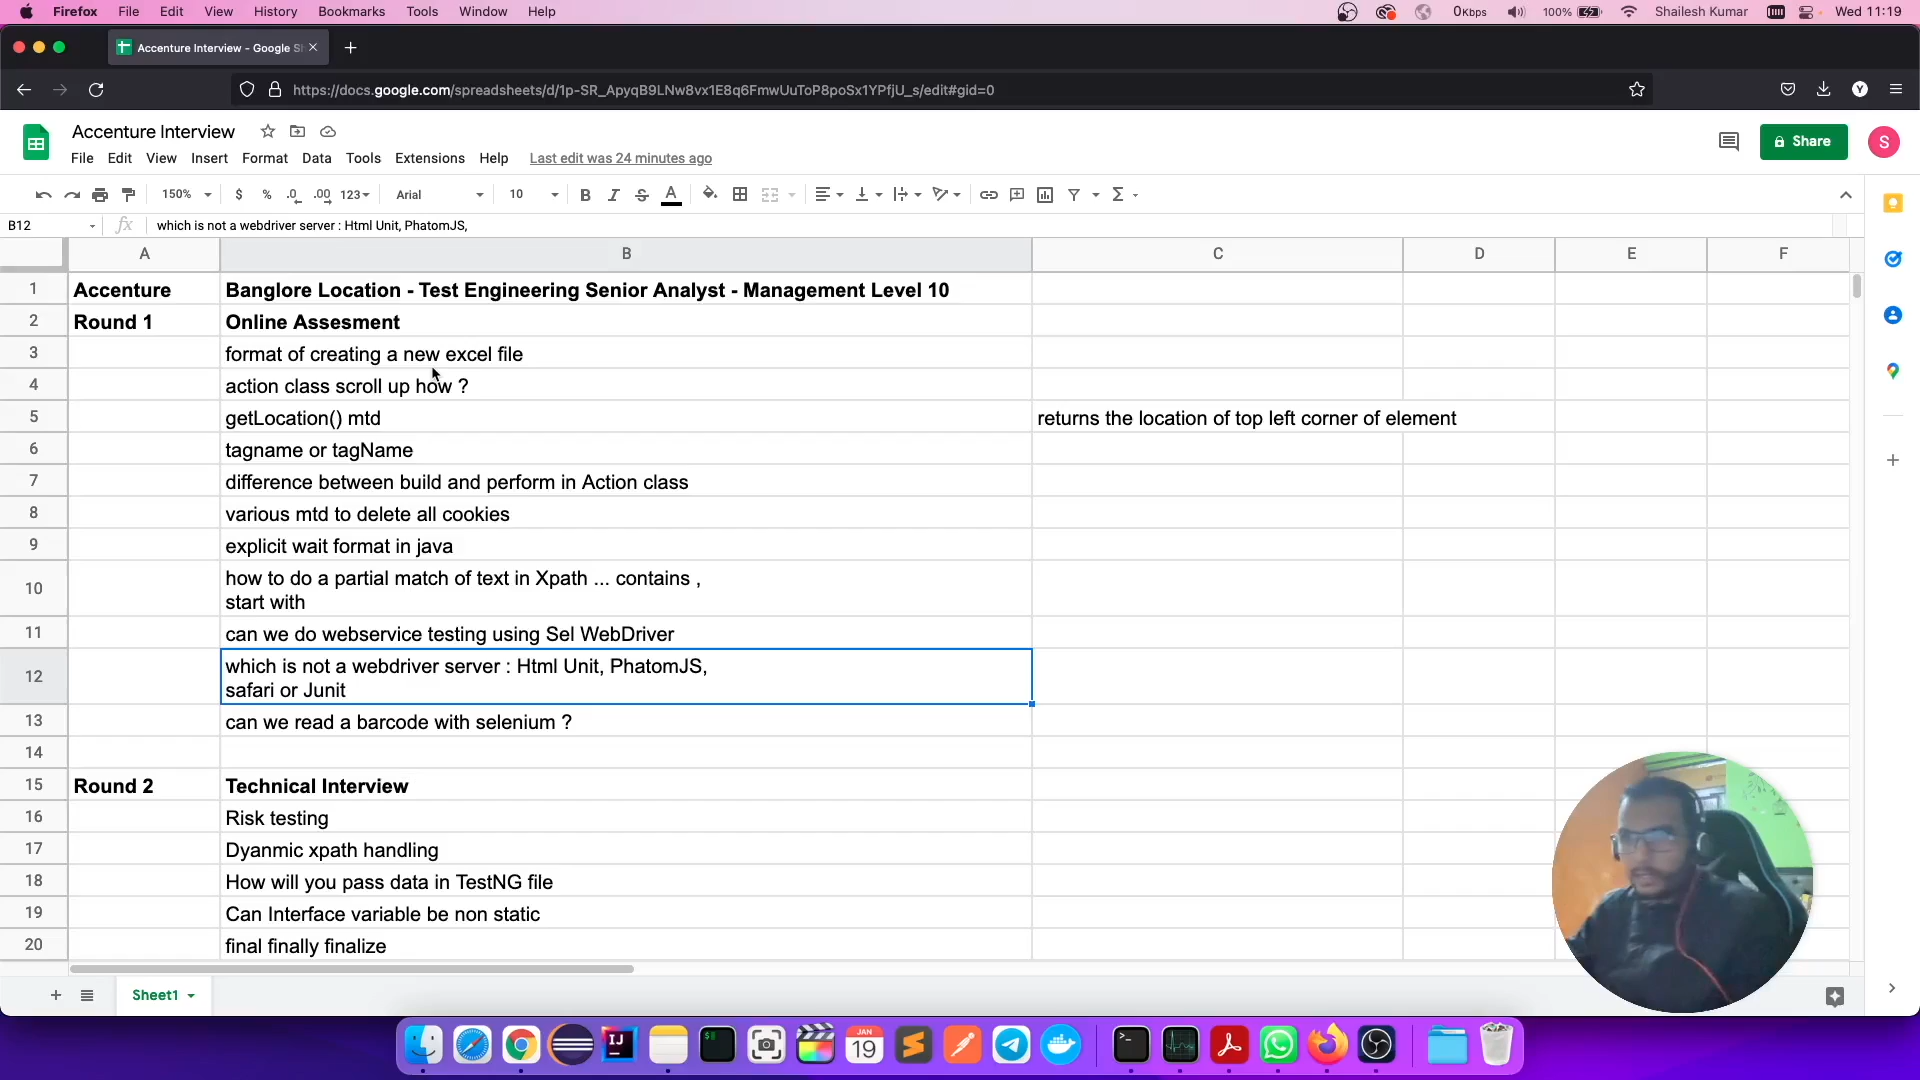 Firefox File Edit View History Bookmarks Tools Window Help 0Kbps 100% Shailesh Kumar Wed 11:19
Accenture Interview - Google S
https://docs.google.com/spreadsheets/d/1p-SR_ApyqB9LNw8vx1E8q6FmwUuToP8poSx1YPfjU_s/edit#gid=0
Accenture Interview
Share
S
File Edit View Insert Format Data Tools Extensions Help Last edit was 24 minutes ago
150% $ % .0 .00 123 Arial 10 B I S A
B12 fx which is not a webdriver server : Html Unit, PhatomJS,
A B C D E F
1 Accenture Banglore Location - Test Engineering Senior Analyst - Management Level 10
2 Round 1 Online Assesment
3 format of creating a new excel file
4 action class scroll up how ?
5 getLocation() mtd returns the location of top left corner of element
6 tagname or tagName
7 difference between build and perform in Action class
8 various mtd to delete all cookies
9 explicit wait format in java
10 how to do a partial match of text in Xpath ... contains ,
start with
11 can we do webservice testing using Sel WebDriver
12 which is not a webdriver server : Html Unit, PhatomJS,
safari or Junit
13 can we read a barcode with selenium ?
14
15 Round 2 Technical Interview
16 Risk testing
17 Dyanmic xpath handling
18 How will you pass data in TestNG file
19 Can Interface variable be non static
20 final finally finalize
Sheet1
IJ
JAN
19